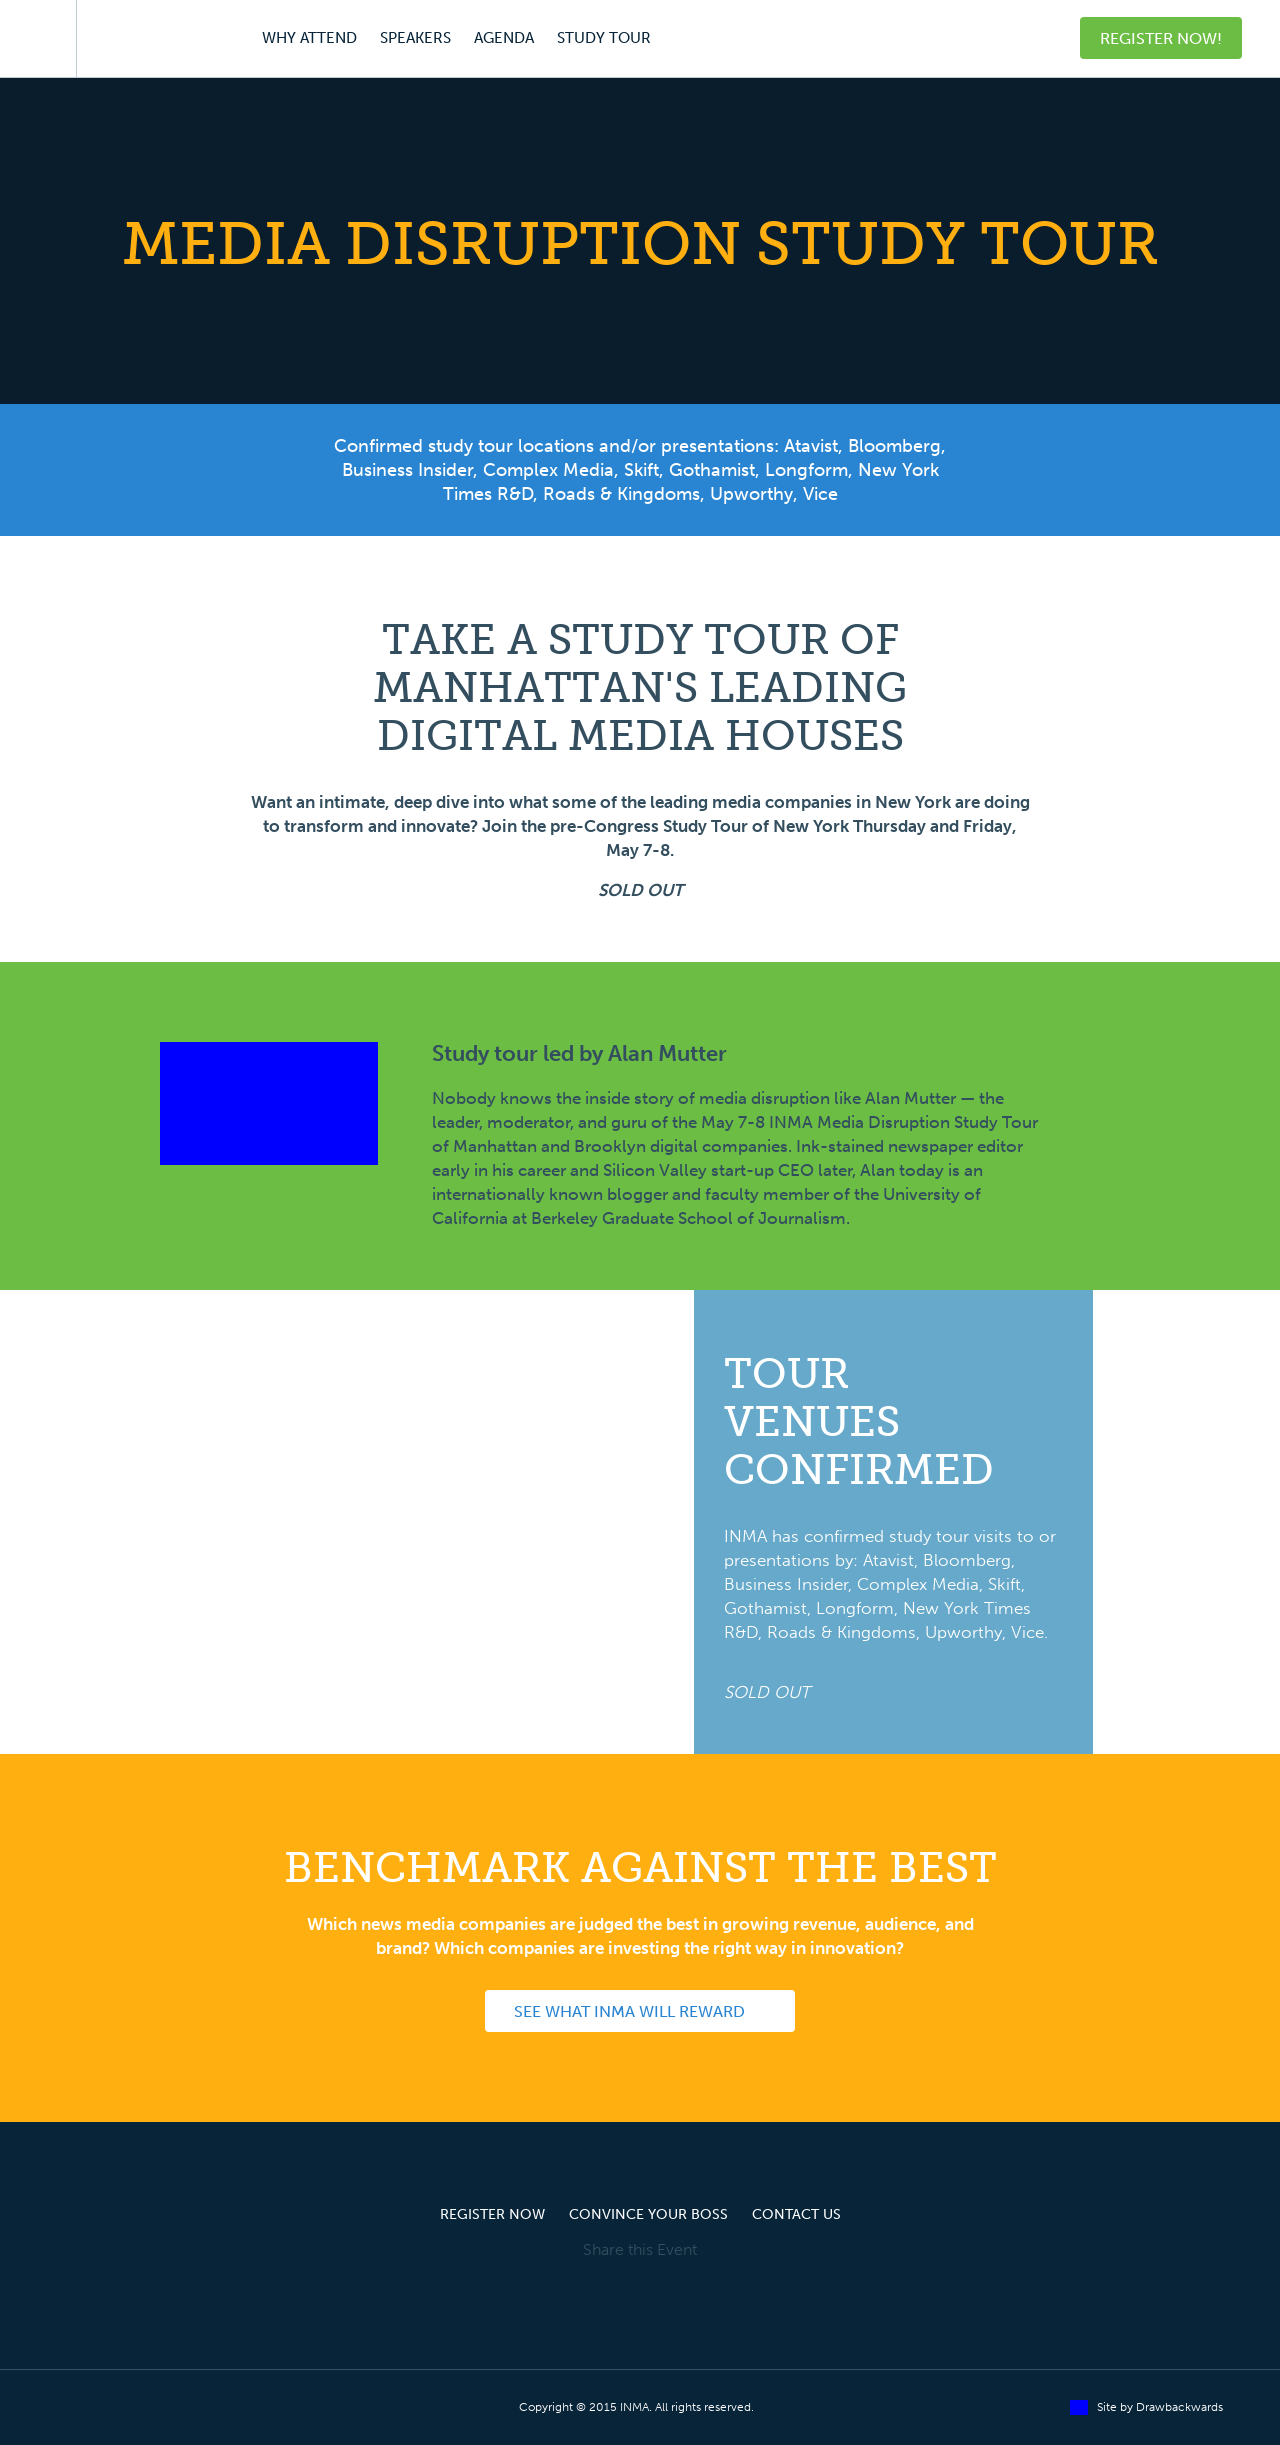 WHY ATTEND SPEAKERS AGENDA STUDY TOUR REGISTER NOW!
MEDIA DISRUPTION STUDY TOUR
Confirmed study tour locations and/or presentations: Atavist, Bloomberg,
Business Insider, Complex Media, Skift, Gothamist, Longform, New York
Times R&D, Roads & Kingdoms, Upworthy, Vice
TAKE A STUDY TOUR OF
MANHATTAN'S LEADING
DIGITAL MEDIA HOUSES
Want an intimate, deep dive into what some of the leading media companies in New York are doing
to transform and innovate? Join the pre-Congress Study Tour of New York Thursday and Friday,
May 7-8.
SOLD OUT
Study tour led by Alan Mutter
Nobody knows the inside story of media disruption like Alan Mutter — the
leader, moderator, and guru of the May 7-8 INMA Media Disruption Study Tour
of Manhattan and Brooklyn digital companies. Ink-stained newspaper editor
early in his career and Silicon Valley start-up CEO later, Alan today is an
internationally known blogger and faculty member of the University of
California at Berkeley Graduate School of Journalism.
TOUR
VENUES
CONFIRMED
INMA has confirmed study tour visits to or
presentations by: Atavist, Bloomberg,
Business Insider, Complex Media, Skift,
Gothamist, Longform, New York Times
R&D, Roads & Kingdoms, Upworthy, Vice.
SOLD OUT
BENCHMARK AGAINST THE BEST
Which news media companies are judged the best in growing revenue, audience, and
brand? Which companies are investing the right way in innovation?
SEE WHAT INMA WILL REWARD
REGISTER NOW CONVINCE YOUR BOSS CONTACT US
Share this Event
Copyright © 2015 INMA. All rights reserved. Site by Drawbackwards